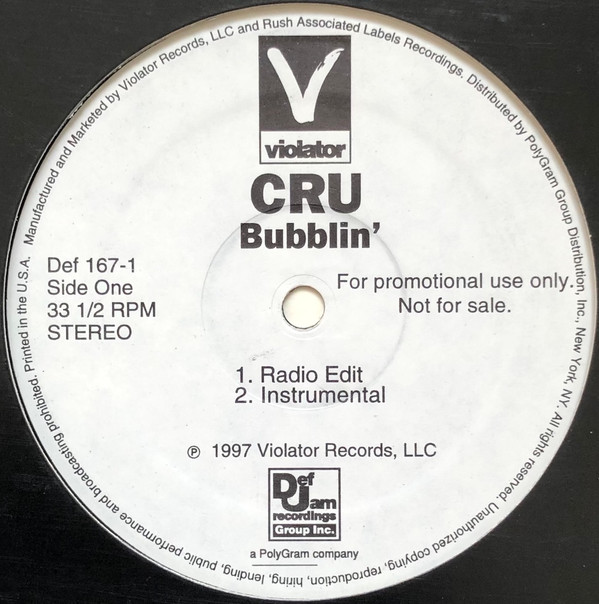 Manufactured and Marketed by Violator Records, LLC and Rush Associated Labels Recordings. Distributed by PolyGram Group Distribution, Inc., New York, NY. All rights reserved. Unauthorized copying, reproduction, hiring, lending, public performance and broadcasting prohibited. Printed in the U.S.A.
V
violator
CRU
Bubblin'
Def 167-1
Side One
33 1/2 RPM
STEREO
For promotional use only.
Not for sale.
1. Radio Edit
2. Instrumental
℗ 1997 Violator Records, LLC
Def
Jam
recordings
Group Inc.
a PolyGram company